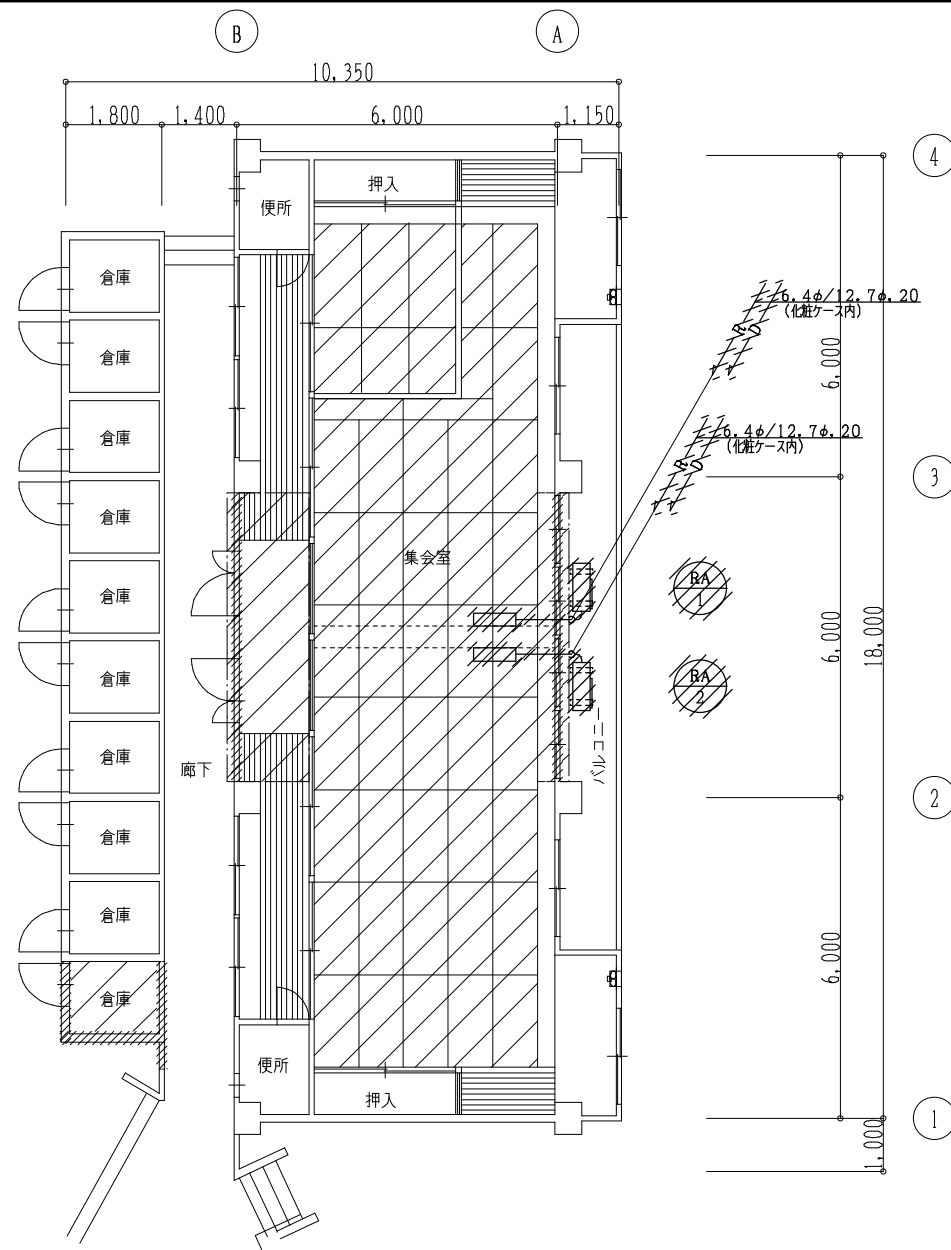 B
A
10,350
1,800
1,400
6,000
1,150
4
押入
便所
倉庫
6.4φ/12.7φ,20
(化粧ケース内)
R
D
倉庫
6,000
倉庫
6.4φ/12.7φ,20
(化粧ケース内)
R
D
3
倉庫
集会室
倉庫
RA
1
6,000
18,000
倉庫
RA
2
バルコニー
倉庫
廊下
2
倉庫
倉庫
6,000
倉庫
便所
押入
1
1,000